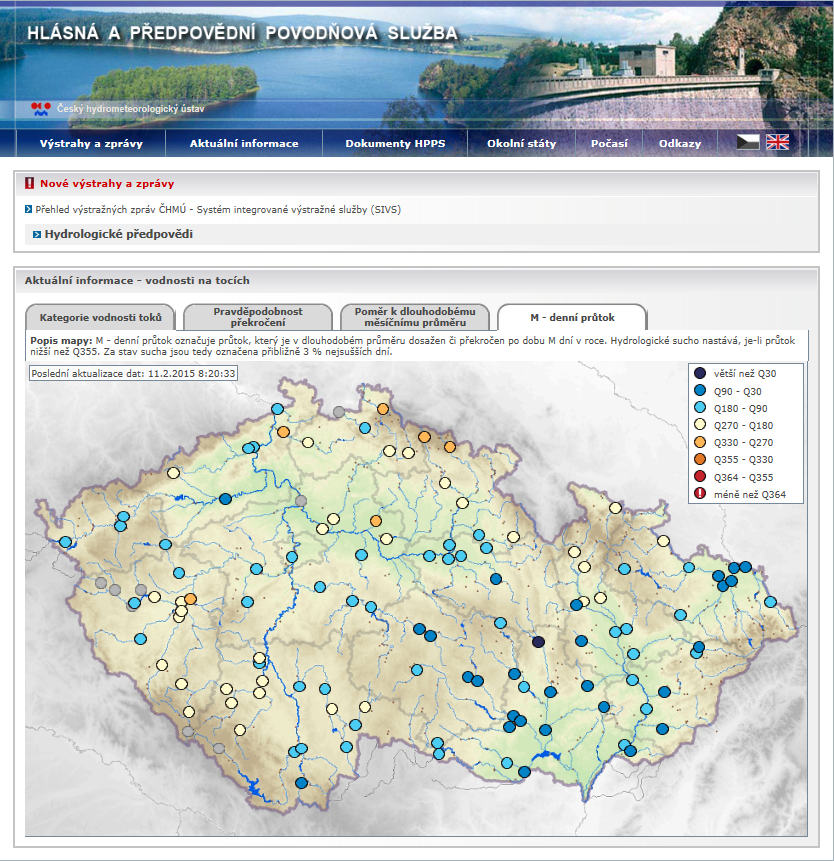 HLÁSNÁ A PŘEDPOVĚDNÍ POVODŇOVÁ SLUŽBA
Český hydrometeorologický ústav
Výstrahy a zprávy Aktuální informace Dokumenty HPPS Okolní státy Počasí Odkazy
Nové výstrahy a zprávy
Přehled výstražných zpráv ČHMÚ - Systém integrované výstražné služby (SIVS)
Hydrologické předpovědi
Aktuální informace - vodnosti na tocích
Kategorie vodnosti toků
Pravděpodobnost
překročení
Poměr k dlouhodobému
měsíčnímu průměru
M - denní průtok
Popis mapy: M - denní průtok označuje průtok, který je v dlouhodobém průměru dosažen či překročen po dobu M dní v roce. Hydrologické sucho nastává, je-li průtok
nižší než Q355. Za stav sucha jsou tedy označena přibližně 3 % nejsušších dní.
Poslední aktualizace dat: 11.2.2015 8:20:33
větší než Q30
Q90 - Q30
Q180 - Q90
Q270 - Q180
Q330 - Q270
Q355 - Q330
Q364 - Q355
méně než Q364